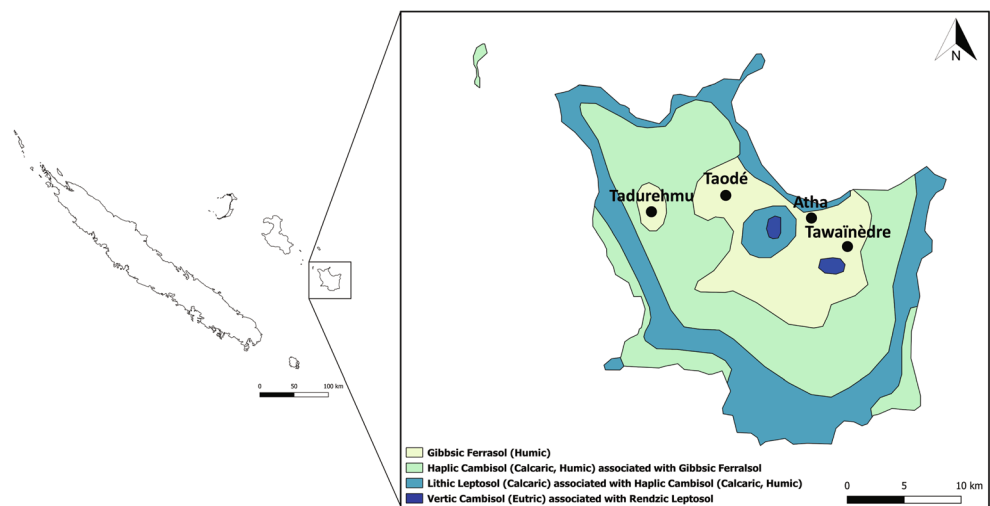 N
Taodé
Tadurehmu
Atha
Tawaïnèdre
0 50 100 km
Gibbsic Ferrasol (Humic)
Haplic Cambisol (Calcaric, Humic) associated with Gibbsic Ferralsol
Lithic Leptosol (Calcaric) associated with Haplic Cambisol (Calcaric, Humic)
Vertic Cambisol (Eutric) associated with Rendzic Leptosol
0 5 10 km